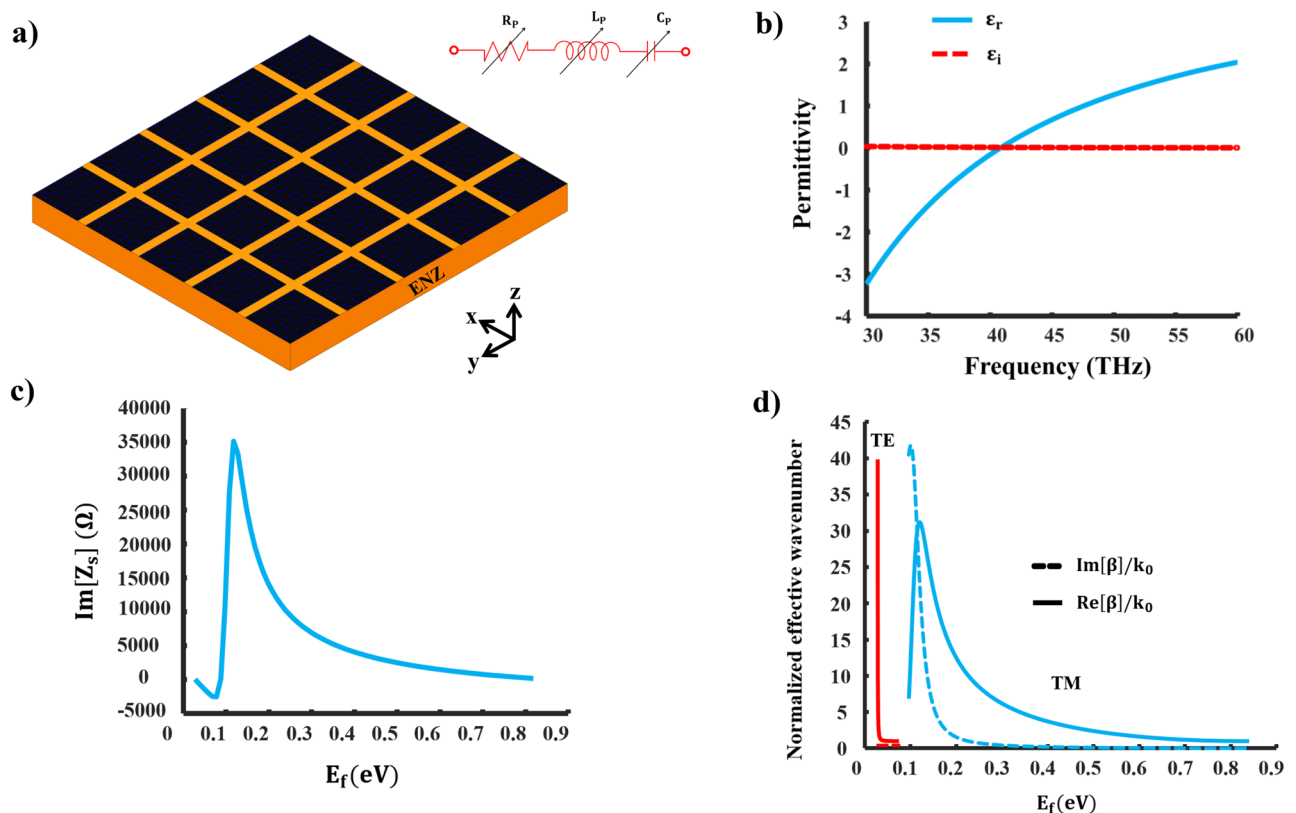 a)
R_P
L_P
C_P
ENZ
z
x
y
b)
ε_r
ε_i
Permittivity
3
2
1
0
-1
-2
-3
-4
30
35
40
45
50
55
60
Frequency (THz)
c)
Im[Z_s] (Ω)
40000
35000
30000
25000
20000
15000
10000
5000
0
-5000
0
0.1
0.2
0.3
0.4
0.5
0.6
0.7
0.8
0.9
E_f(eV)
d)
Normalized effective wavenumber
45
40
35
30
25
20
15
10
5
0
TE
Im[β]/k_0
Re[β]/k_0
TM
0
0.1
0.2
0.3
0.4
0.5
0.6
0.7
0.8
0.9
E_f(eV)